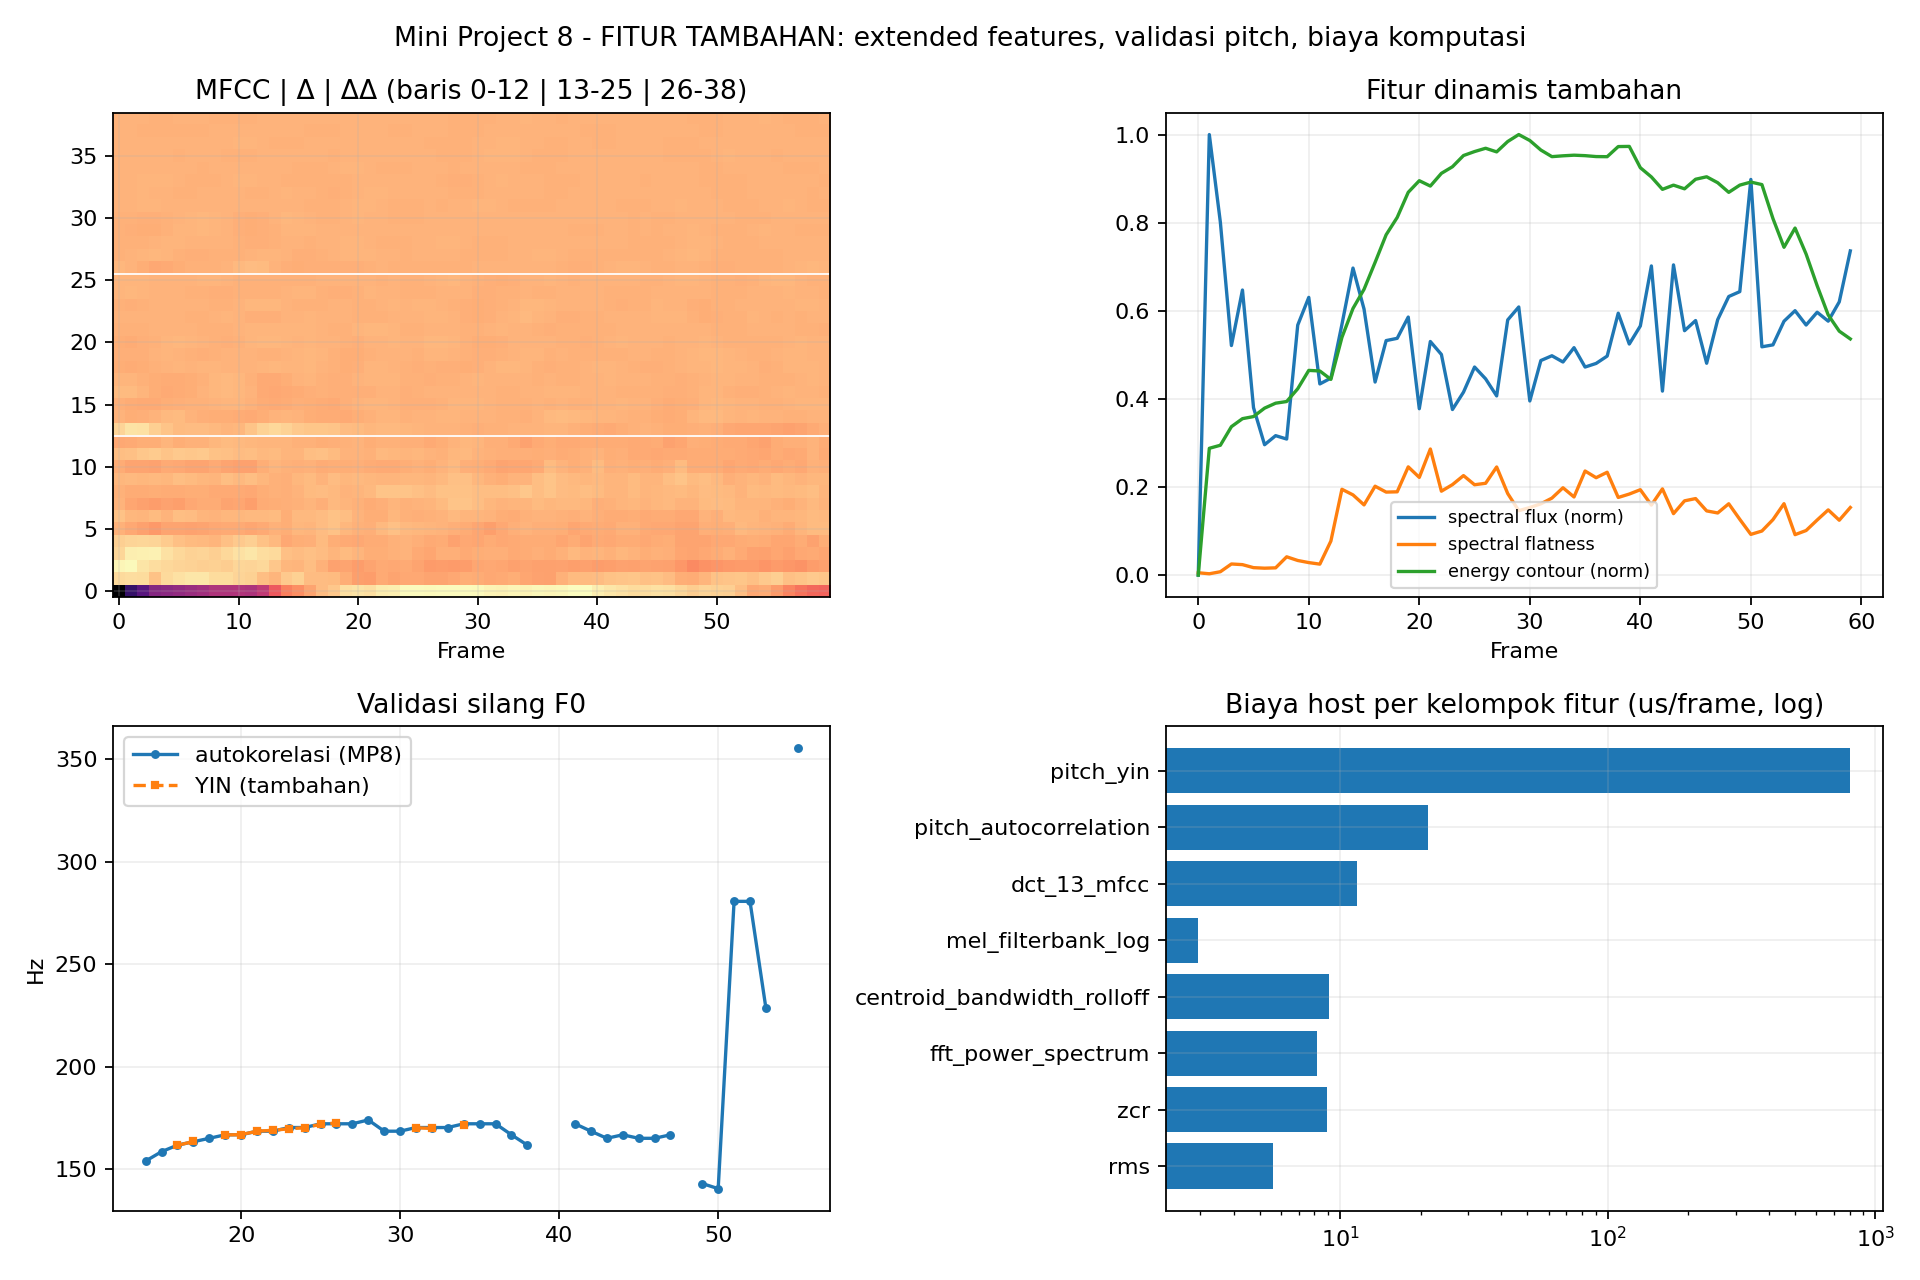 Mini Project 8 - FITUR TAMBAHAN: extended features, validasi pitch, biaya komputasi
MFCC | Δ | ΔΔ (baris 0-12 | 13-25 | 26-38)
35
30
25
20
15
10
5
0
0 10 20 30 40 50
Frame
Fitur dinamis tambahan
1.0
0.8
0.6
0.4
0.2
0.0
spectral flux (norm)
spectral flatness
energy contour (norm)
0 10 20 30 40 50 60
Frame
Validasi silang F0
350
300
250
200
150
Hz
autokorelasi (MP8)
YIN (tambahan)
20 30 40 50
Biaya host per kelompok fitur (us/frame, log)
pitch_yin
pitch_autocorrelation
dct_13_mfcc
mel_filterbank_log
centroid_bandwidth_rolloff
fft_power_spectrum
zcr
rms
10¹ 10² 10³